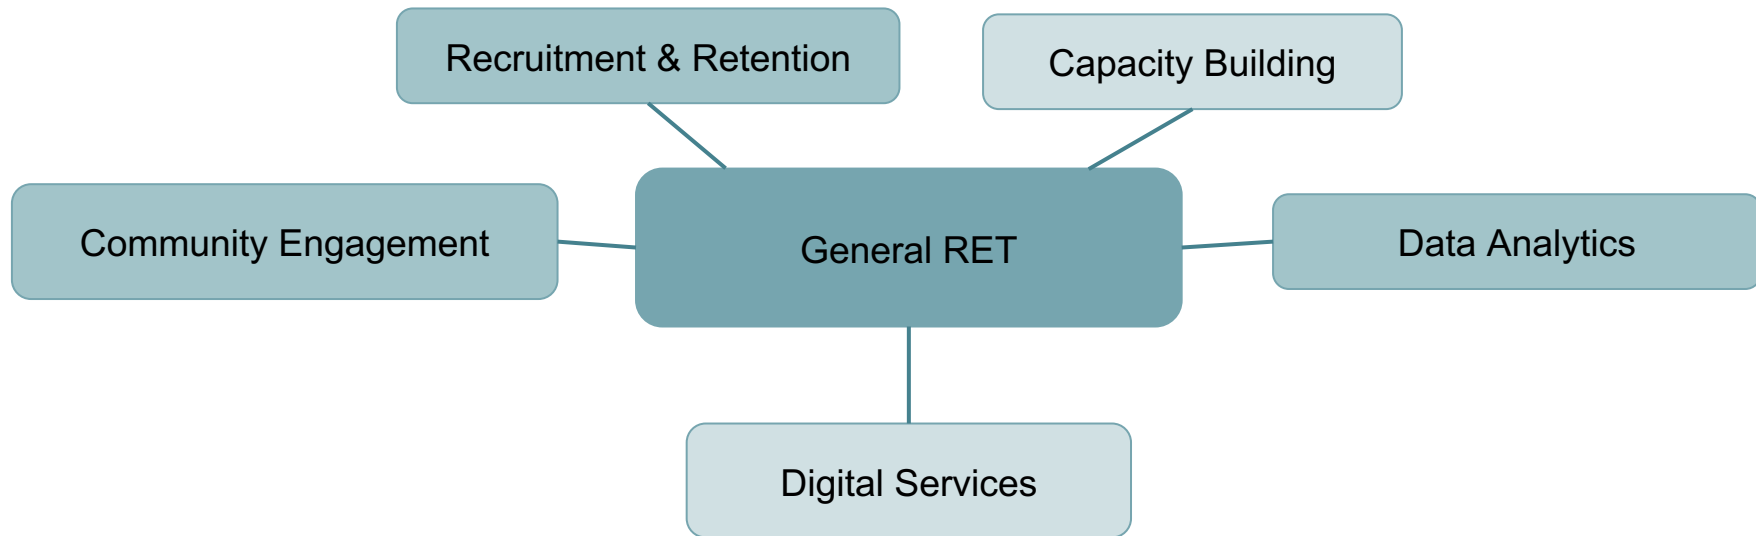 Recruitment & Retention
Capacity Building
Community Engagement
General RET
Data Analytics
Digital Services